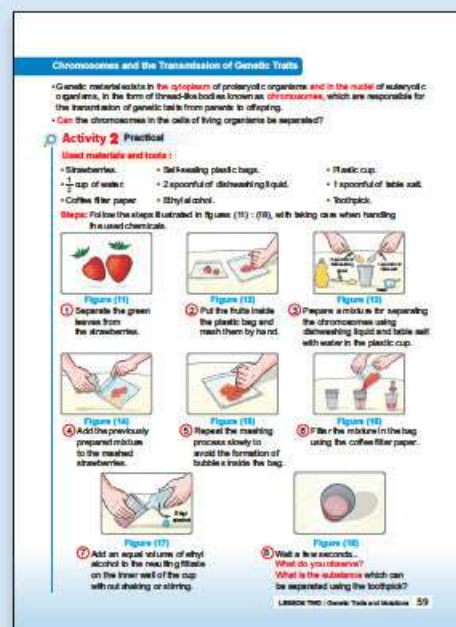 Chromosomes and the Transmission of Genetic Traits
• Genetic material exists in the cytoplasm of prokaryotic organisms and in the nuclei of eukaryotic
organisms, in the form of thread-like bodies known as chromosomes, which are responsible for
the transmission of genetic traits from parents to offspring.
• Can the chromosomes in the cells of living organisms be separated?
Activity 2 Practical
Used materials and tools :
• Strawberries. • Self-sealing plastic bags. • Plastic cup.
• cup of water. • 2 spoonful of dishwashing liquid. • 1 spoonful of table salt.
• Coffee filter paper • Ethyl alcohol. • Toothpick.
Steps: Follow the steps illustrated in figures (11) : (18), with taking care when handling
the used chemicals.
Figure (11) Figure (12) Figure (13)
1 Separate the green
leaves from
the strawberries.
2 Put the fruits inside
the plastic bag and
mash them by hand.
3 Prepare a mixture for separating
the chromosomes using
dishwashing liquid and table salt
with water in the plastic cup.
Figure (14) Figure (15) Figure (16)
4 Add the previously
prepared mixture
to the mashed
strawberries.
5 Repeat the mashing
process slowly to
avoid the formation of
bubbles inside the bag.
6 Filter the mixture in the bag
using the coffee filter paper.
Ethyl
alcohol
Figure (17) Figure (18)
7 Add an equal volume of ethyl
alcohol to the resulting filtrate
on the inner wall of the cup
without shaking or stirring.
8 Wait a few seconds..
What do you observe?
What is the substance which can
be separated using the toothpick?
LESSON TWO : Genetic Traits and Mutations 59